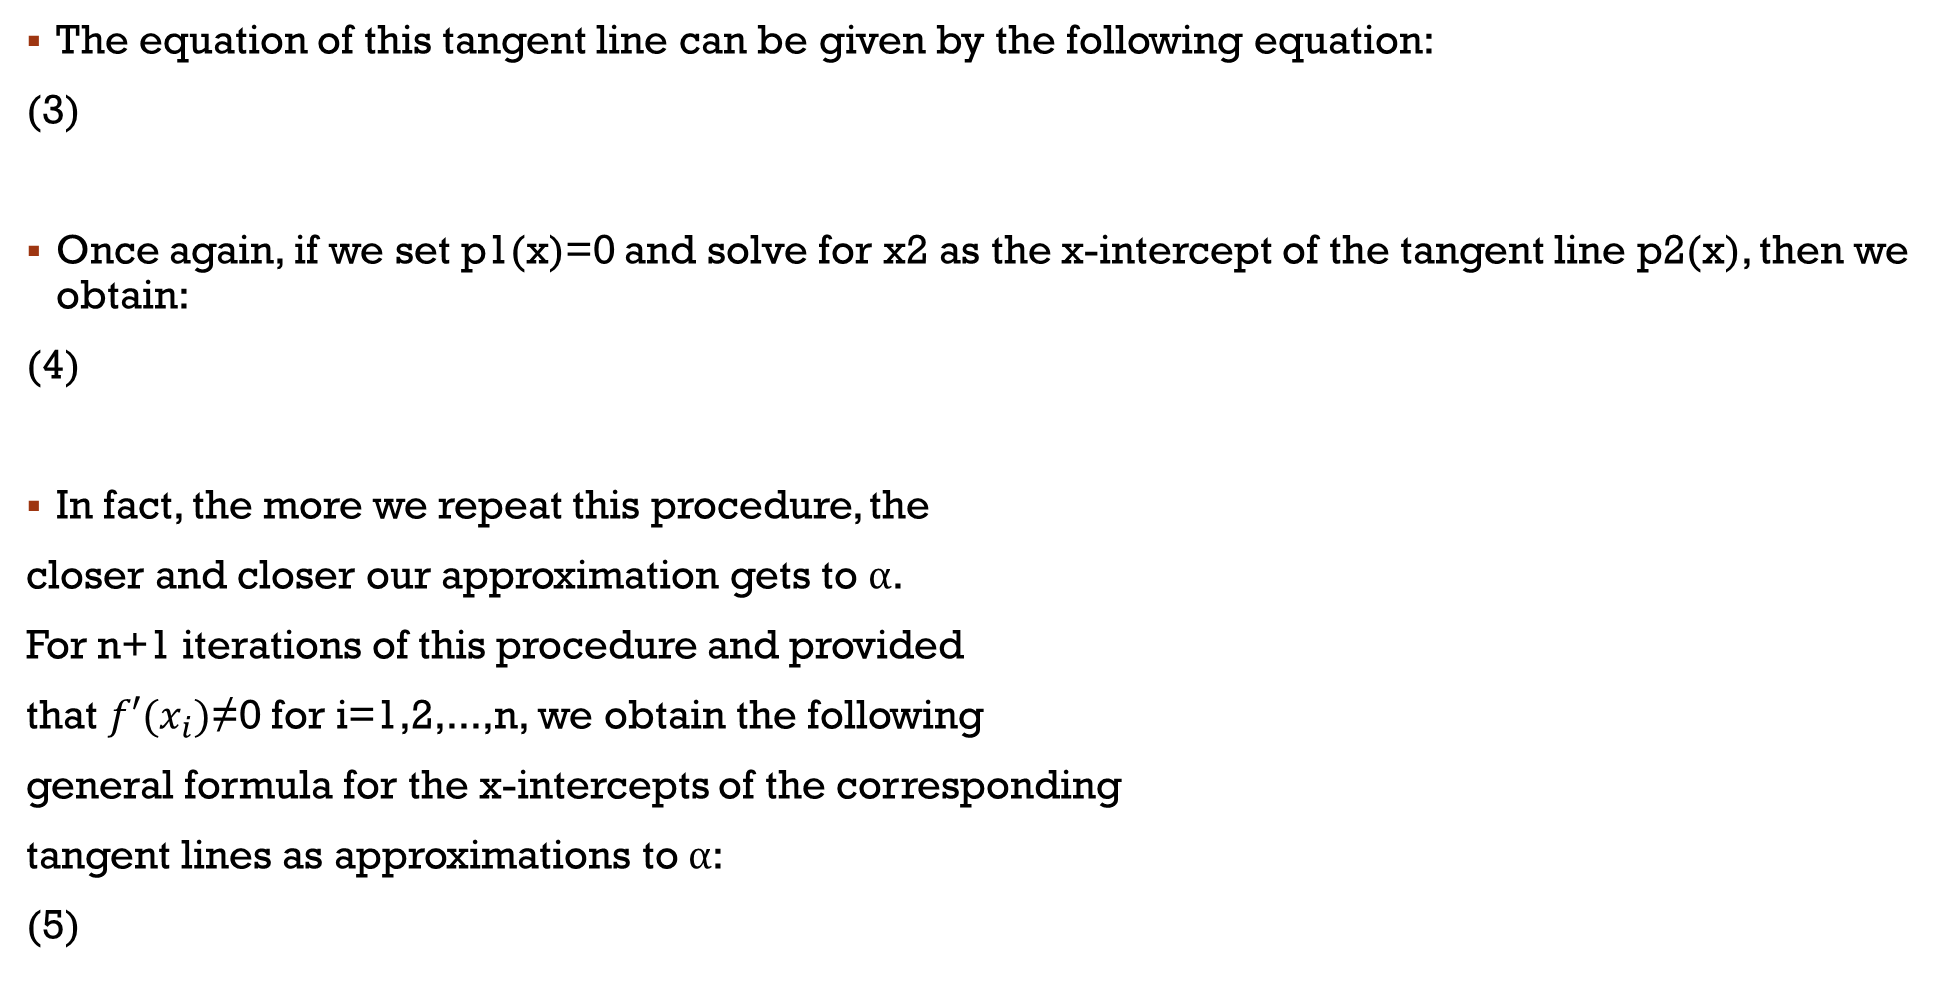 ▪ The equation of this tangent line can be given by the following equation:
(3)
▪ Once again, if we set p1(x)=0 and solve for x2 as the x-intercept of the tangent line p2(x), then we
obtain:
(4)
▪ In fact, the more we repeat this procedure, the
closer and closer our approximation gets to α.
For n+1 iterations of this procedure and provided
that 𝑓′(𝑥ᵢ)≠0 for i=1,2,...,n, we obtain the following
general formula for the x-intercepts of the corresponding
tangent lines as approximations to α:
(5)